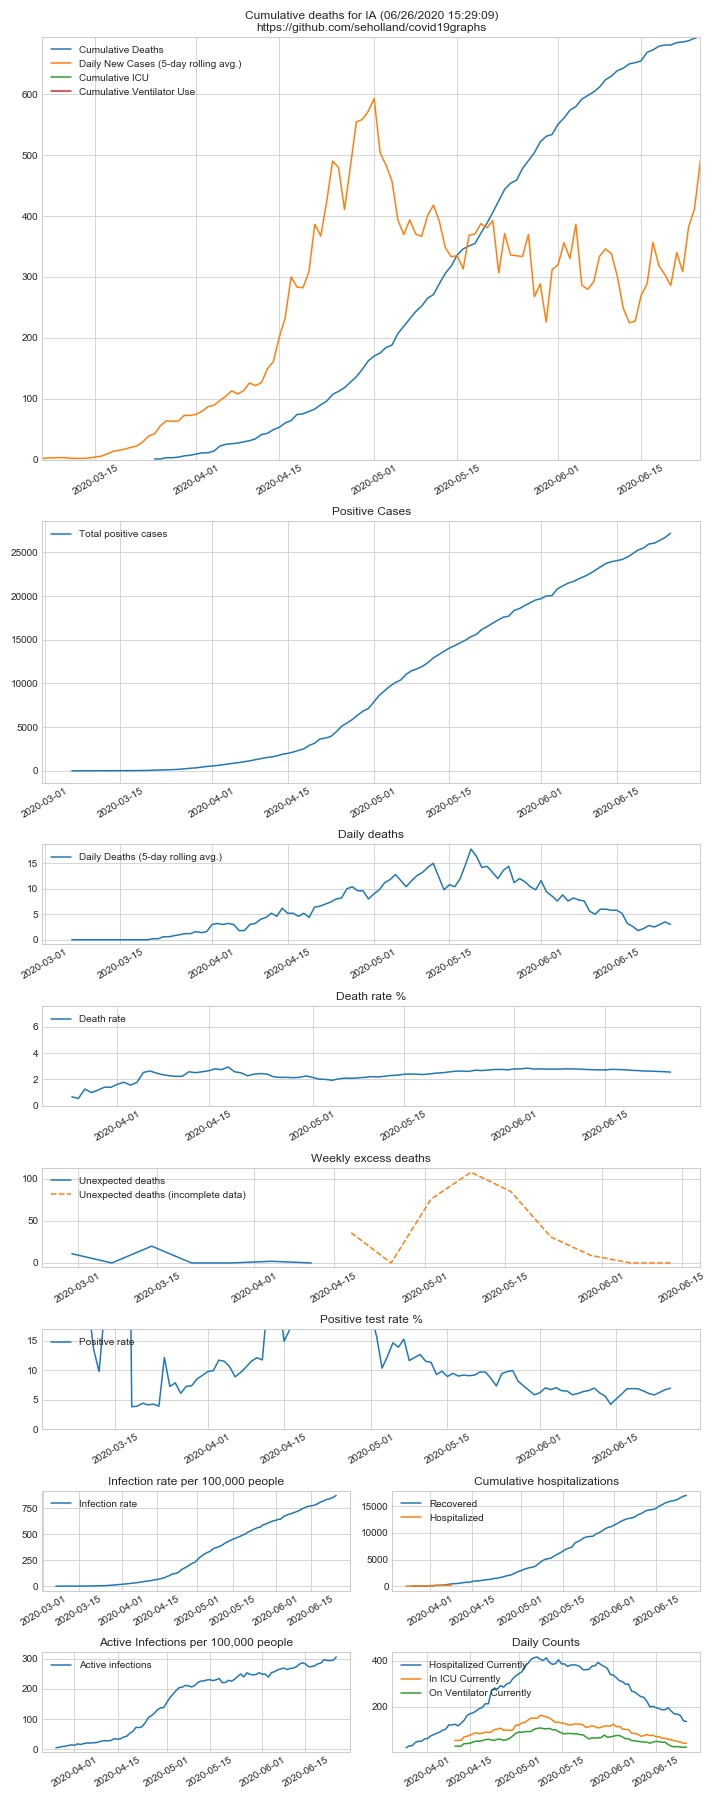 Cumulative deaths for IA (06/26/2020 15:29:09)
https://github.com/seholland/covid19graphs
Cumulative Deaths
Daily New Cases (5-day rolling avg.)
Cumulative ICU
Cumulative Ventilator Use
600
500
400
300
200
100
0
2020-03-15 2020-04-01 2020-04-15 2020-05-01 2020-05-15 2020-06-01 2020-06-15
Positive Cases
Total positive cases
25000
20000
15000
10000
5000
0
2020-03-01 2020-03-15 2020-04-01 2020-04-15 2020-05-01 2020-05-15 2020-06-01 2020-06-15
Daily deaths
Daily Deaths (5-day rolling avg.)
15
10
5
0
2020-03-01 2020-03-15 2020-04-01 2020-04-15 2020-05-01 2020-05-15 2020-06-01 2020-06-15
Death rate %
Death rate
6
4
2
0
2020-04-01 2020-04-15 2020-05-01 2020-05-15 2020-06-01 2020-06-15
Weekly excess deaths
Unexpected deaths
Unexpected deaths (incomplete data)
100
50
0
2020-03-01 2020-03-15 2020-04-01 2020-04-15 2020-05-01 2020-05-15 2020-06-01 2020-06-15
Positive test rate %
Positive rate
15
10
5
0
2020-03-15 2020-04-01 2020-04-15 2020-05-01 2020-05-15 2020-06-01 2020-06-15
Infection rate per 100,000 people
Infection rate
750
500
250
0
2020-03-01 2020-03-15 2020-04-01 2020-04-15 2020-05-01 2020-05-15 2020-06-01 2020-06-15
Cumulative hospitalizations
Recovered
Hospitalized
15000
10000
5000
0
2020-04-01 2020-04-15 2020-05-01 2020-05-15 2020-06-01 2020-06-15
Active Infections per 100,000 people
Active infections
300
200
100
0
2020-04-01 2020-04-15 2020-05-01 2020-05-15 2020-06-01 2020-06-15
Daily Counts
Hospitalized Currently
In ICU Currently
On Ventilator Currently
400
200
2020-04-01 2020-04-15 2020-05-01 2020-05-15 2020-06-01 2020-06-15